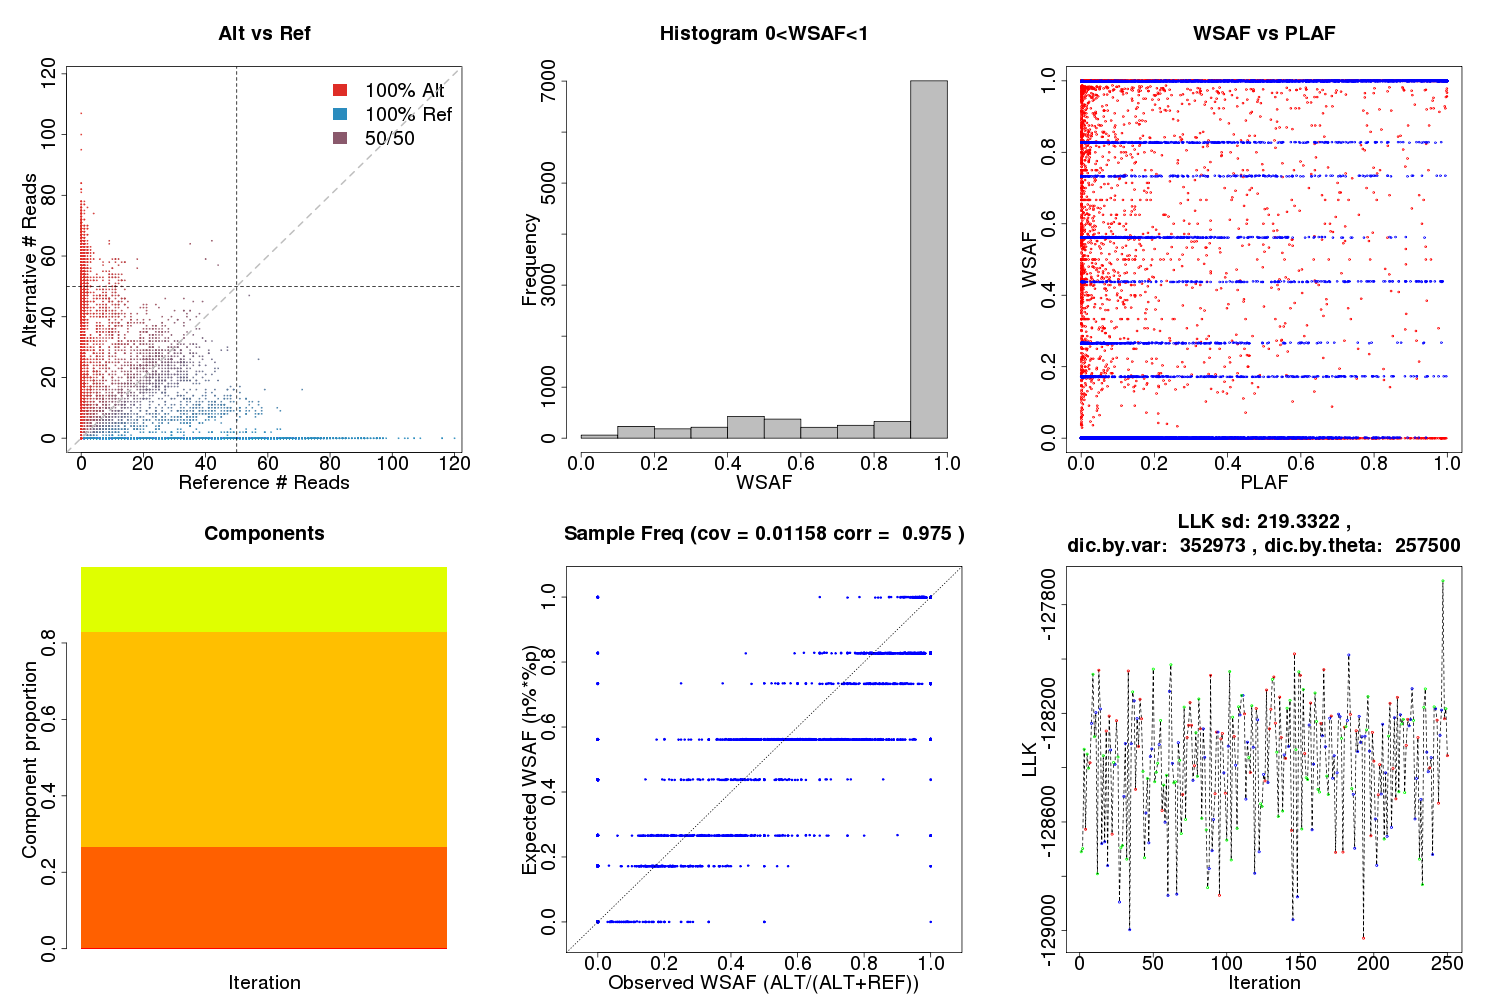 Alt vs Ref
120
100
80
60
40
20
0
Alternative # Reads
100% Alt
100% Ref
50/50
0 20 40 60 80 100 120
Reference # Reads
Histogram 0<WSAF<1
7000
5000
3000
1000
0
Frequency
0.0 0.2 0.4 0.6 0.8 1.0
WSAF
WSAF vs PLAF
1.0
0.8
0.6
0.4
0.2
0.0
WSAF
0.0 0.2 0.4 0.6 0.8 1.0
PLAF
Components
0.8
0.6
0.4
0.2
0.0
Component proportion
Iteration
Sample Freq (cov = 0.01158 corr = 0.975 )
1.0
0.8
0.6
0.4
0.2
0.0
Expected WSAF (h%*%p)
0.0 0.2 0.4 0.6 0.8 1.0
Observed WSAF (ALT/(ALT+REF))
LLK sd: 219.3322 ,
dic.by.var: 352973 , dic.by.theta: 257500
-127800
-128200
-128600
-129000
LLK
0 50 100 150 200 250
Iteration